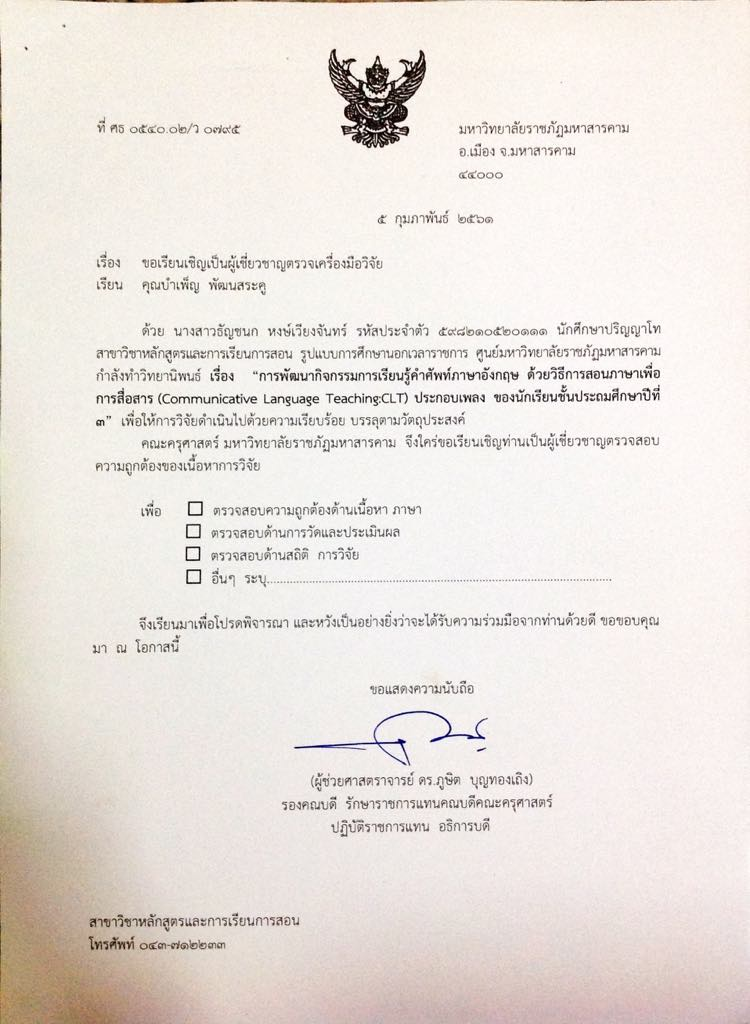 ที่ ศธ ๐๕๔๐.๐๒/ว ๐๗๙๕
มหาวิทยาลัยราชภัฏมหาสารคาม
อ.เมือง จ.มหาสารคาม
๔๔๐๐๐
๕ กุมภาพันธ์ ๒๕๖๑
เรื่อง ขอเรียนเชิญเป็นผู้เชี่ยวชาญตรวจเครื่องมือวิจัย
เรียน คุณบำเพ็ญ พัฒนสระคู
ด้วย นางสาวธัญชนก หงษ์เวียงจันทร์ รหัสประจำตัว ๕๙๘๒๑๐๕๒๐๑๑๑ นักศึกษาปริญญาโท
สาขาวิชาหลักสูตรและการเรียนการสอน รูปแบบการศึกษานอกเวลาราชการ ศูนย์มหาวิทยาลัยราชภัฏมหาสารคาม
กำลังทำวิทยานิพนธ์ เรื่อง “การพัฒนากิจกรรมการเรียนรู้คำศัพท์ภาษาอังกฤษ ด้วยวิธีการสอนภาษาเพื่อ
การสื่อสาร (Communicative Language Teaching:CLT) ประกอบเพลง ของนักเรียนชั้นประถมศึกษาปีที่
๓” เพื่อให้การวิจัยดำเนินไปด้วยความเรียบร้อย บรรลุตามวัตถุประสงค์
คณะครุศาสตร์ มหาวิทยาลัยราชภัฏมหาสารคาม จึงใคร่ขอเรียนเชิญท่านเป็นผู้เชี่ยวชาญตรวจสอบ
ความถูกต้องของเนื้อหาการวิจัย
เพื่อ ☐ ตรวจสอบความถูกต้องด้านเนื้อหา ภาษา
☐ ตรวจสอบด้านการวัดและประเมินผล
☐ ตรวจสอบด้านสถิติ การวิจัย
☐ อื่นๆ ระบุ..........................................................................................
จึงเรียนมาเพื่อโปรดพิจารณา และหวังเป็นอย่างยิ่งว่าจะได้รับความร่วมมือจากท่านด้วยดี ขอขอบคุณ
มา ณ โอกาสนี้
ขอแสดงความนับถือ
(ผู้ช่วยศาสตราจารย์ ดร.ภูษิต บุญทองเถิง)
รองคณบดี รักษาราชการแทนคณบดีคณะครุศาสตร์
ปฏิบัติราชการแทน อธิการบดี
สาขาวิชาหลักสูตรและการเรียนการสอน
โทรศัพท์ ๐๔๓-๗๑๒๒๓๓